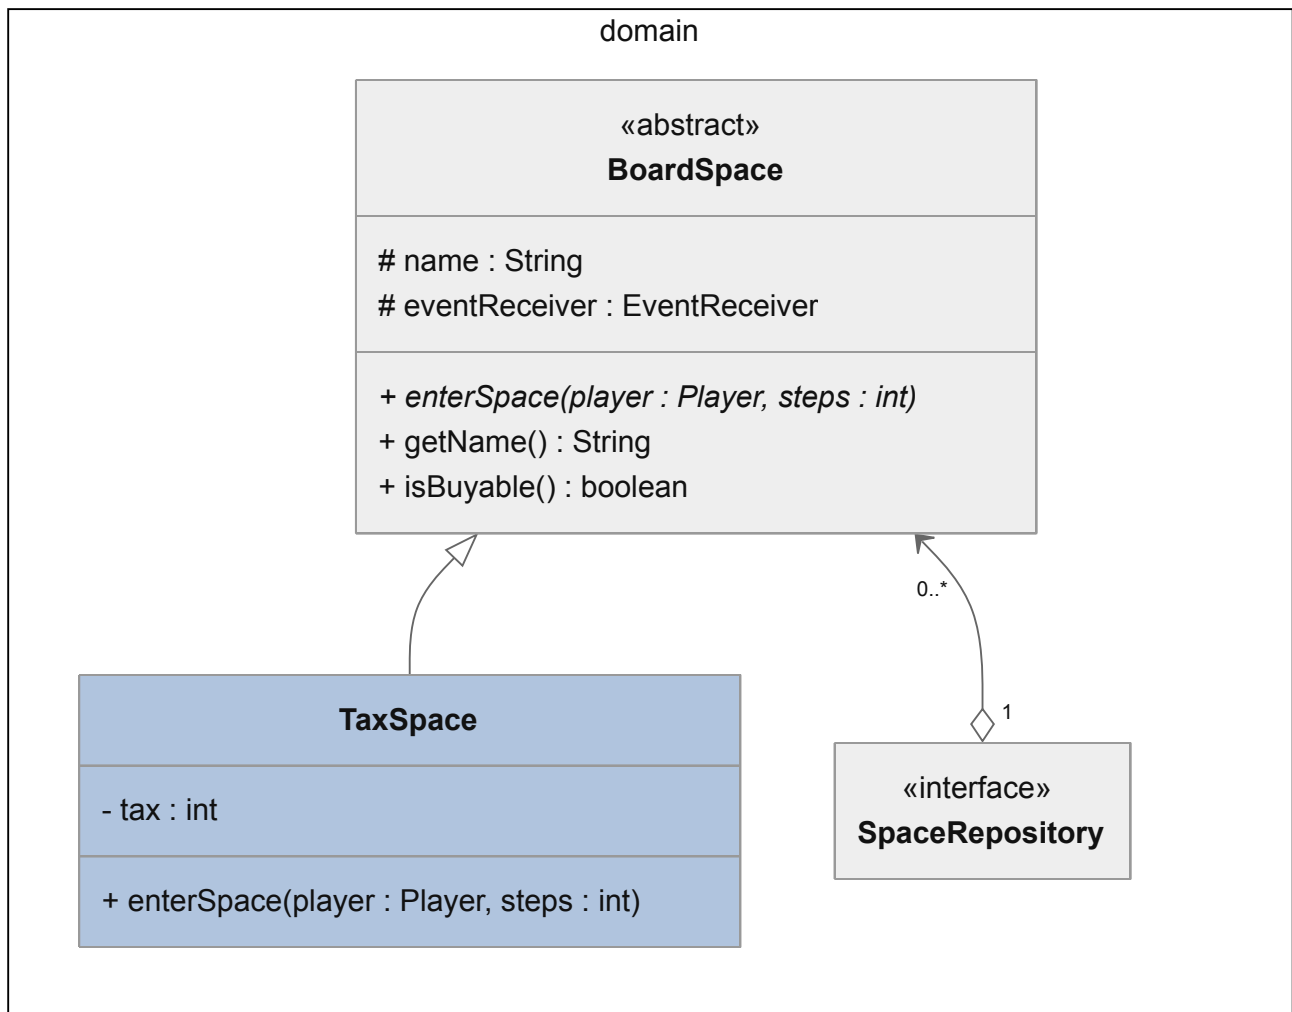 domain
«abstract»
BoardSpace
# name : String
# eventReceiver : EventReceiver
+ enterSpace(player : Player, steps : int)
+ getName() : String
+ isBuyable() : boolean
0..*
TaxSpace
- tax : int
+ enterSpace(player : Player, steps : int)
1
«interface»
SpaceRepository